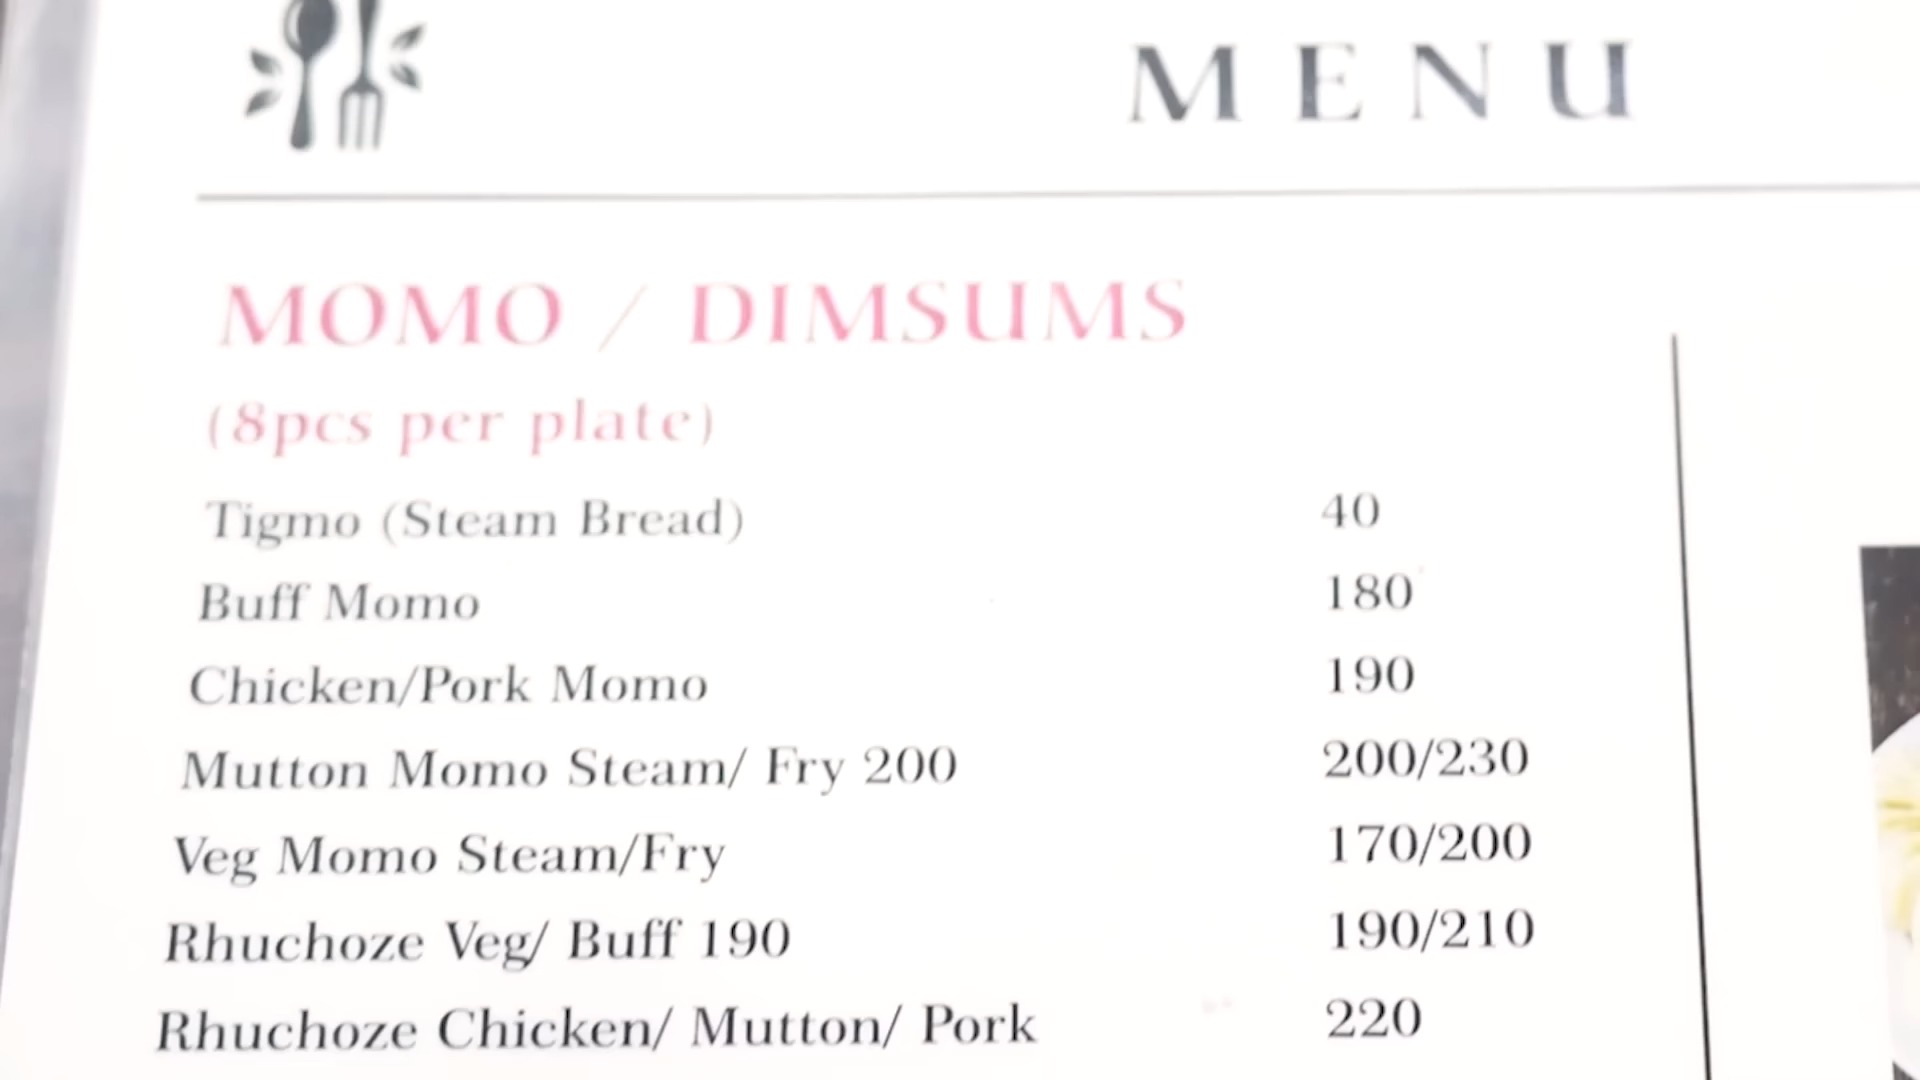 MENU
MOMO / DIMSUMS
(8pcs per plate)
Tigmo (Steam Bread) 40
Buff Momo 180
Chicken/Pork Momo 190
Mutton Momo Steam/ Fry 200 200/230
Veg Momo Steam/Fry 170/200
Rhuchoze Veg/ Buff 190 190/210
Rhuchoze Chicken/ Mutton/ Pork 220